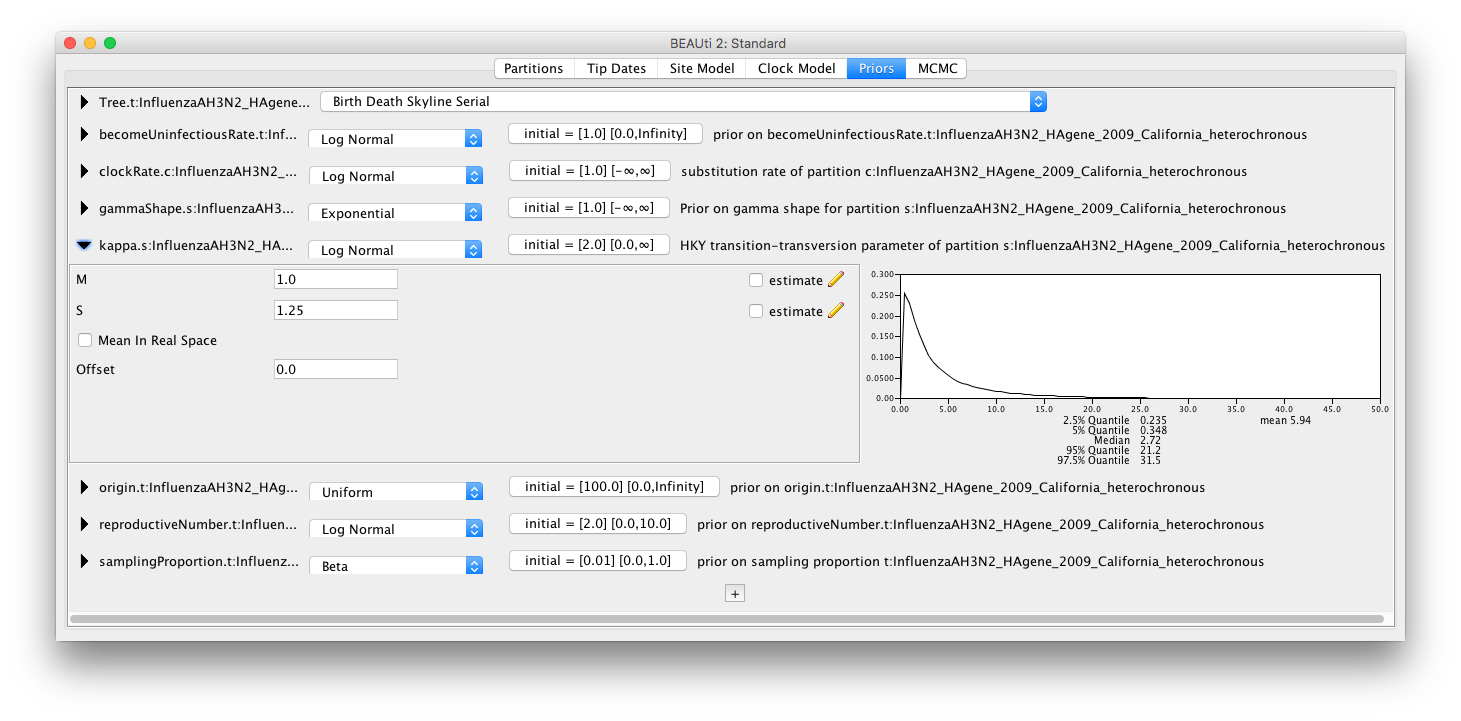 BEAUti 2: Standard
Partitions Tip Dates Site Model Clock Model Priors MCMC
Tree.t:InfluenzaAH3N2_HAgene... Birth Death Skyline Serial
becomeUninfectiousRate.t:Inf... Log Normal initial = [1.0] [0.0,Infinity] prior on becomeUninfectiousRate.t:InfluenzaAH3N2_HAgene_2009_California_heterochronous
clockRate.c:InfluenzaAH3N2_... Log Normal initial = [1.0] [-∞,∞] substitution rate of partition c:InfluenzaAH3N2_HAgene_2009_California_heterochronous
gammaShape.s:InfluenzaAH3... Exponential initial = [1.0] [-∞,∞] Prior on gamma shape for partition s:InfluenzaAH3N2_HAgene_2009_California_heterochronous
kappa.s:InfluenzaAH3N2_HA... Log Normal initial = [2.0] [0.0,∞] HKY transition-transversion parameter of partition s:InfluenzaAH3N2_HAgene_2009_California_heterochronous
M 1.0 estimate
S 1.25 estimate
Mean In Real Space
Offset 0.0
0.300
0.250
0.200
0.150
0.100
0.0500
0.00
0.00 5.00 10.0 15.0 20.0 25.0 30.0 35.0 40.0 45.0 50.0
2.5% Quantile 0.235 mean 5.94
5% Quantile 0.348
Median 2.72
95% Quantile 21.2
97.5% Quantile 31.5
origin.t:InfluenzaAH3N2_HAg... Uniform initial = [100.0] [0.0,Infinity] prior on origin.t:InfluenzaAH3N2_HAgene_2009_California_heterochronous
reproductiveNumber.t:Influen... Log Normal initial = [2.0] [0.0,10.0] prior on reproductiveNumber.t:InfluenzaAH3N2_HAgene_2009_California_heterochronous
samplingProportion.t:Influenz... Beta initial = [0.01] [0.0,1.0] prior on sampling proportion t:InfluenzaAH3N2_HAgene_2009_California_heterochronous
+